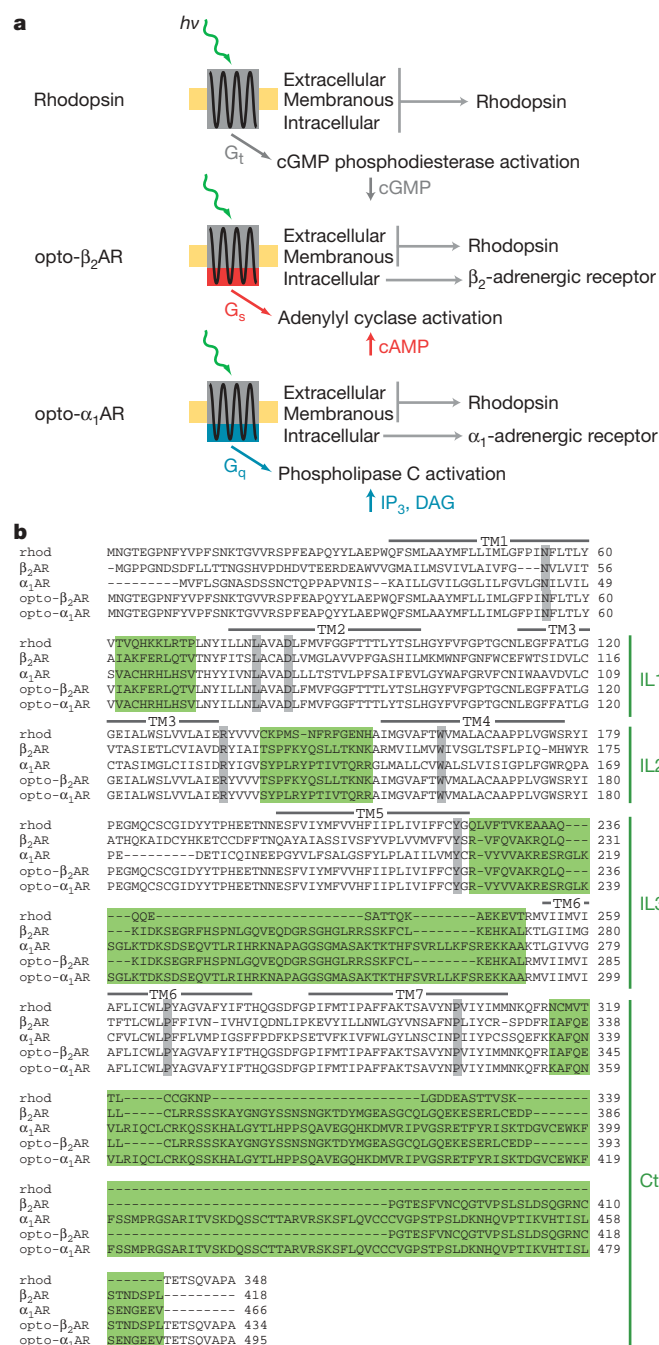 a
hv
Rhodopsin
Extracellular
Membranous
Intracellular
Rhodopsin
Gt
cGMP phosphodiesterase activation
cGMP
opto-β2AR
Extracellular
Membranous
Intracellular
Rhodopsin
β2-adrenergic receptor
Gs
Adenylyl cyclase activation
cAMP
opto-α1AR
Extracellular
Membranous
Intracellular
Rhodopsin
α1-adrenergic receptor
Gq
Phospholipase C activation
IP3, DAG
b
TM1
rhod MNGTEGPNFYVPFSNKTGVVRSPFEAPQYYLAEPWQFSMLAAYMFLLIMLGFPINFLTLY 60
β2AR MGPPGNDSDFLLTTNGSHVPDHDVTEERDEAWVVGMAILMSVIVLAIVFG---NVLVIT 56
α1AR ---------MVFLSGNASDSSNCTQPPAPVNIS-KAILLGVILGGLILFGVLGNILVIL 49
opto-β2AR MNGTEGPNFYVPFSNKTGVVRSPFEAPQYYLAEPWQFSMLAAYMFLLIMLGFPINFLTLY 60
opto-α1AR MNGTEGPNFYVPFSNKTGVVRSPFEAPQYYLAEPWQFSMLAAYMFLLIMLGFPINFLTLY 60
TM2 TM3
rhod VTVQHKKLRTPLNYILLNLAVADLFMVFGGFTTTLYTSLHGYFVFGPTGCNLEGFFATLG 120
β2AR AIAKFERLQTVTNYFITSLACADLVMGLAVVPFGASHILMKMWNFGNFWCEFWTSIDVLC 116
α1AR SVACHRHLHSVTHYYIVNLAVADLLLTSTVLPFSAIFEVLGYWAFGRVFCNIWAAVDVLC 109
opto-β2AR VIAKFERLQTVLNYILLNLAVADLFMVFGGFTTTLYTSLHGYFVFGPTGCNLEGFFATLG 120
opto-α1AR VVACHRHLHSVLNYILLNLAVADLFMVFGGFTTTLYTSLHGYFVFGPTGCNLEGFFATLG 120
IL1
TM3 TM4
rhod GEIALWSLVVLAIERYVVVCKPMS-NFRFGENHAIMGVAFTWVMALACAAPPLVGWSRYI 179
β2AR VTASIETLCVIAVDRYIAITSPFKYQSLLTKNKARVVILMVWIVSGLTSFLPIQ-MHWYR 175
α1AR CTASIMGLCIISIDRYIGVSYPLRYPTIVTQRRGLMALLCVWALSLVISIGPLFGWRQPA 169
opto-β2AR GEIALWSLVVLAIERYVVVTSPFKYQSLLTKNKAIMGVAFTWVMALACAAPPLVGWSRYI 180
opto-α1AR GEIALWSLVVLAIERYVVVSYPLRYPTIVTQRRAIMGVAFTWVMALACAAPPLVGWSRYI 180
IL2
TM5
rhod PEGMQCSCGIDYYTPHEETNNESFVIYMFVVHFIIPLIVIFFCYGQLVFTVKEAAAQ--- 236
β2AR ATHQKAIDCYHKETCCDFFTNQAYAIASSIVSFYVPLVVMVFVYSR-VFQVAKRQLQ--- 231
α1AR PE------DETICQINEEPGYVLFSALGSFYLPLAIILVMYCR-VYVVAKRESRGLK 219
opto-β2AR PEGMQCSCGIDYYTPHEETNNESFVIYMFVVHFIIPLIVIFFCYGR-VFQVAKRQLQ--- 236
opto-α1AR PEGMQCSCGIDYYTPHEETNNESFVIYMFVVHFIIPLIVIFFCYGR-VYVVAKRESRGLK 239
IL3
TM6
rhod ---QQE--------------------SATTQK--------AEKEVTRMVIIMVI 259
β2AR ---KIDKSEGRFHSPNLGQVEQDGRSGHGLRRSSKFCL------KEHKALKTLGIIMG 280
α1AR SGLKTDKSDSEQVTLRIHRKNAPAGGSGMASAKTKTHFSVRLLKFSREKKAAKTLGIVVG 279
opto-β2AR ---KIDKSEGRFHSPNLGQVEQDGRSGHGLRRSSKFCL------KEHKALRMVIIMVI 285
opto-α1AR SGLKTDKSDSEQVTLRIHRKNAPAGGSGMASAKTKTHFSVRLLKFSREKKAARMVIIMVI 299
TM6 TM7
rhod AFLICWLPYAGVAFYIFTHQGSDFGPIFMTIPAFFAKTSAVYNPVIYIMMNKQFRNCMVT 319
β2AR TFTLCWLPFFIVN-IVHVIQDNLIPKEVYILLNWLGYVNSAFNPLIYCR-SPDFRIAFQE 338
α1AR CFVLCWLPFFLVMPIGSFFPDFKPSETVFKIVFWLGYLNSCINPIIYPCSSQEFKKAFQN 339
opto-β2AR AFLICWLPYAGVAFYIFTHQGSDFGPIFMTIPAFFAKTSAVYNPVIYIMMNKQFRIAFQE 345
opto-α1AR AFLICWLPYAGVAFYIFTHQGSDFGPIFMTIPAFFAKTSAVYNPVIYIMMNKQFRKAFQN 359
rhod TL----CCGKNP--------------------LGDDEASTTVSK-------- 339
β2AR LL----CLRRSSSKAYGNGYSSNSNGKTDYMGEASGCQLGQEKESERLCEDP------ 386
α1AR VLRIQCLCRKQSSKHALGYTLHPPSQAVEGQHKDMVRIPVGSRETFYRISKTDGVCEWKF 399
opto-β2AR LL----CLRRSSSKAYGNGYSSNSNGKTDYMGEASGCQLGQEKESERLCEDP------ 393
opto-α1AR VLRIQCLCRKQSSKHALGYTLHPPSQAVEGQHKDMVRIPVGSRETFYRISKTDGVCEWKF 419
Ct
rhod ------------------------------------------------------------
β2AR -----------------------------------PGTESFVNCQGTVPSLSLDSQGRNC 410
α1AR FSSMPRGSARITVSKDQSSCTTARVRSKSFLQVCCCVGPSTPSLDKNHQVPTIKVHTISL 458
opto-β2AR -----------------------------------PGTESFVNCQGTVPSLSLDSQGRNC 418
opto-α1AR FSSMPRGSARITVSKDQSSCTTARVRSKSFLQVCCCVGPSTPSLDKNHQVPTIKVHTISL 479
rhod -------TETSQVAPA 348
β2AR STNDSPL--------- 418
α1AR SENGEEV--------- 466
opto-β2AR STNDSPLTETSQVAPA 434
opto-α1AR SENGEEVTETSQVAPA 495